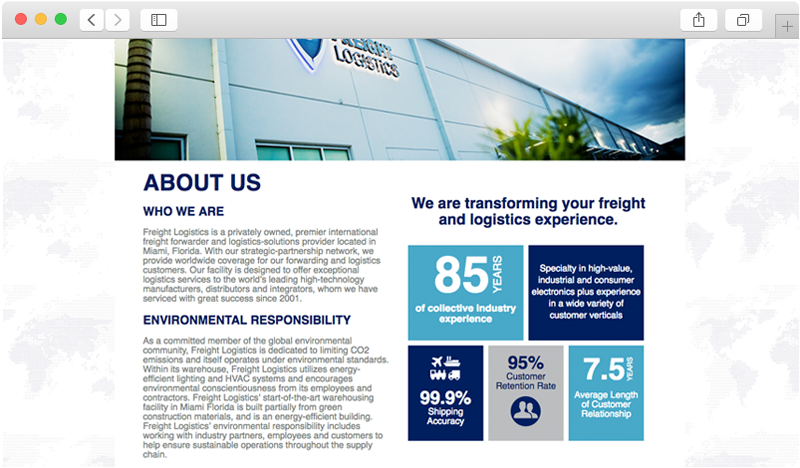 FREIGHT
LOGISTICS
ABOUT US
WHO WE ARE
Freight Logistics is a privately owned, premier international
freight forwarder and logistics-solutions provider located in
Miami, Florida. With our strategic-partnership network, we
provide worldwide coverage for our forwarding and logistics
customers. Our facility is designed to offer exceptional
logistics services to the world's leading high-technology
manufacturers, distributors and integrators, whom we have
serviced with great success since 2001.
ENVIRONMENTAL RESPONSIBILITY
As a committed member of the global environmental
community, Freight Logistics is dedicated to limiting CO2
emissions and itself operates under environmental standards.
Within its warehouse, Freight Logistics utilizes energy-
efficient lighting and HVAC systems and encourages
environmental conscientiousness from its employees and
contractors. Freight Logistics' start-of-the-art warehousing
facility in Miami Florida is built partially from green
construction materials, and is an energy-efficient building.
Freight Logistics' environmental responsibility includes
working with industry partners, employees and customers to
help ensure sustainable operations throughout the supply
chain.
We are transforming your freight
and logistics experience.
85 YEARS
of collective industry
experience
Specialty in high-value,
industrial and consumer
electronics plus experience
in a wide variety of
customer verticals
99.9%
Shipping
Accuracy
95%
Customer
Retention Rate
7.5 YEARS
Average Length
of Customer
Relationship